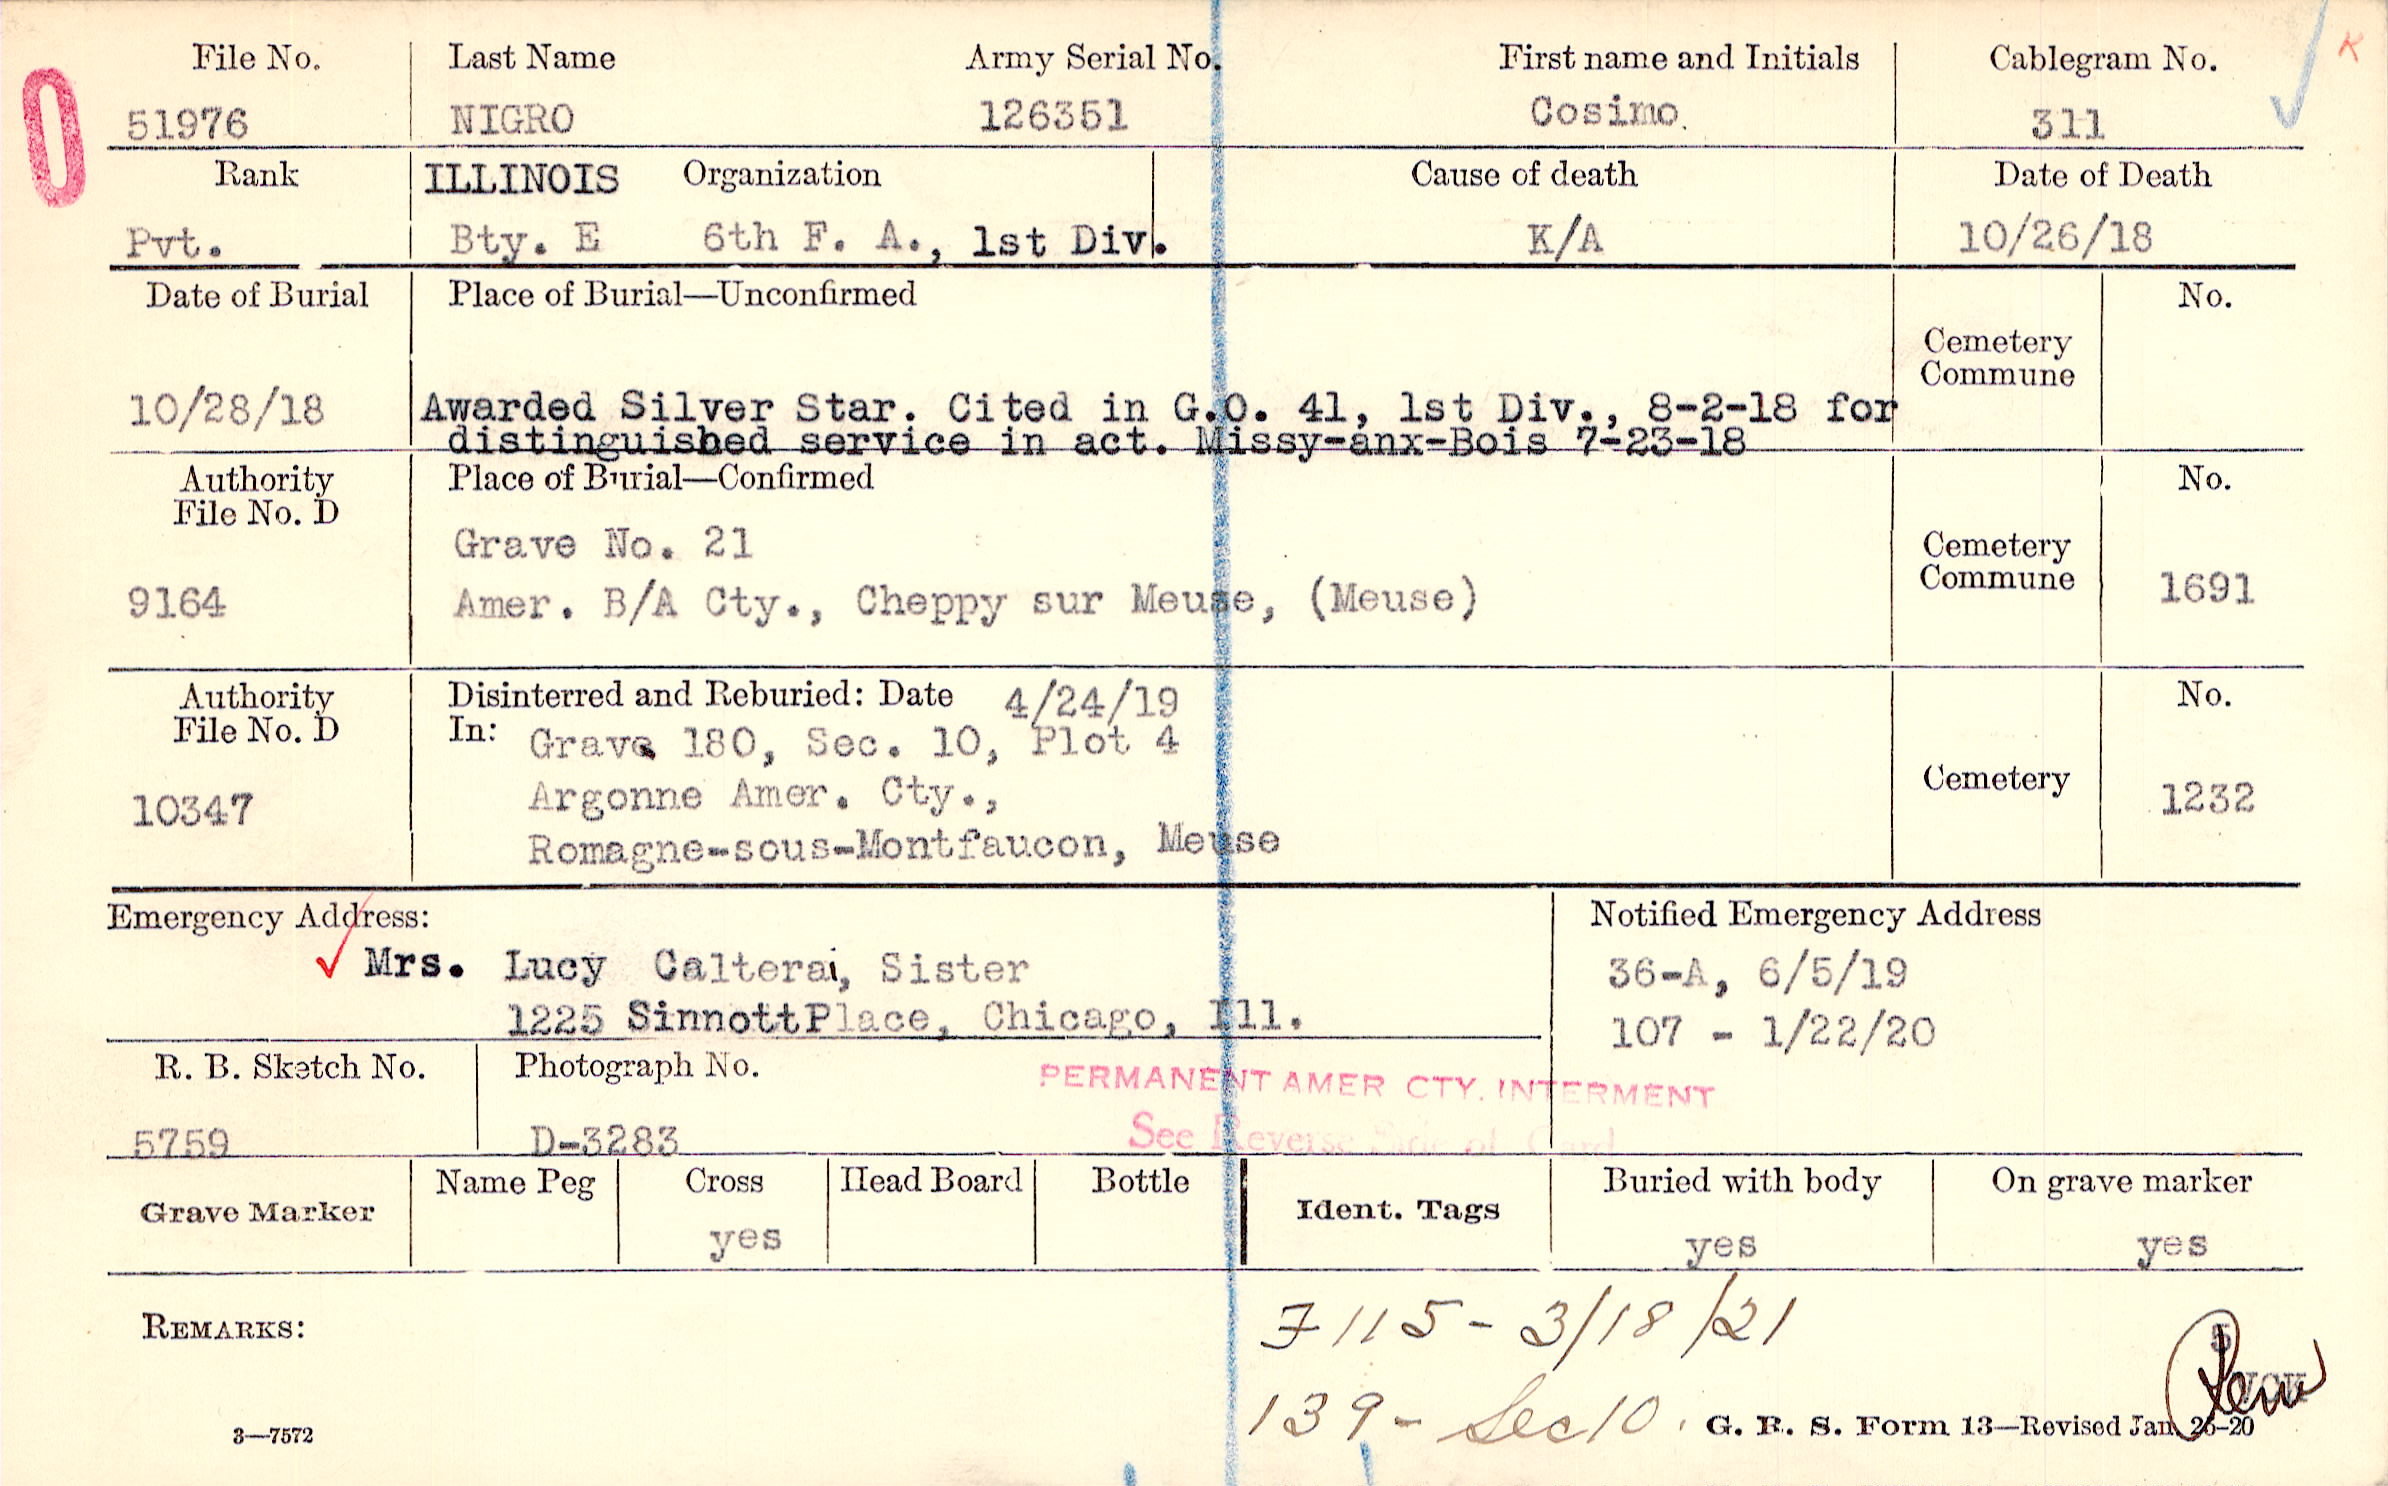 File No. Last Name Army Serial No. First name and Initials Cablegram No.
51976 NIGRO 126351 Cosimo 311
Rank ILLINOIS Organization Cause of death Date of Death
Pvt. Bty. E 6th F. A., 1st Div. K/A 10/26/18
Date of Burial Place of Burial—Unconfirmed No.
Cemetery
Commune
10/28/18 Awarded Silver Star. Cited in G.O. 41, 1st Div., 8-2-18 for
distinguished service in act. Missy-anx-Bois 7-23-18
Authority Place of Burial—Confirmed No.
File No. D
Grave No. 21 Cemetery
9164 Amer. B/A Cty., Cheppy sur Meuse, (Meuse) Commune 1691
Authority Disinterred and Reburied: Date 4/24/19 No.
File No. D In: Grave 180, Sec. 10, Plot 4
10347 Argonne Amer. Cty., Cemetery 1232
Romagne-sous-Montfaucon, Meuse
Emergency Address: Notified Emergency Address
Mrs. Lucy Calterai, Sister 36-A, 6/5/19
1225 Sinnott Place, Chicago, Ill. 107 - 1/22/20
R. B. Sketch No. Photograph No. PERMANENT AMER CTY. INTERMENT
5759 D-3283 See Reverse Side of Card
Grave Marker Name Peg Cross Head Board Bottle Ident. Tags Buried with body On grave marker
yes yes yes
REMARKS: 7115 - 3/18/21
139 - Sec 10.
3—7572 G. R. S. Form 13—Revised Jan. 26-20